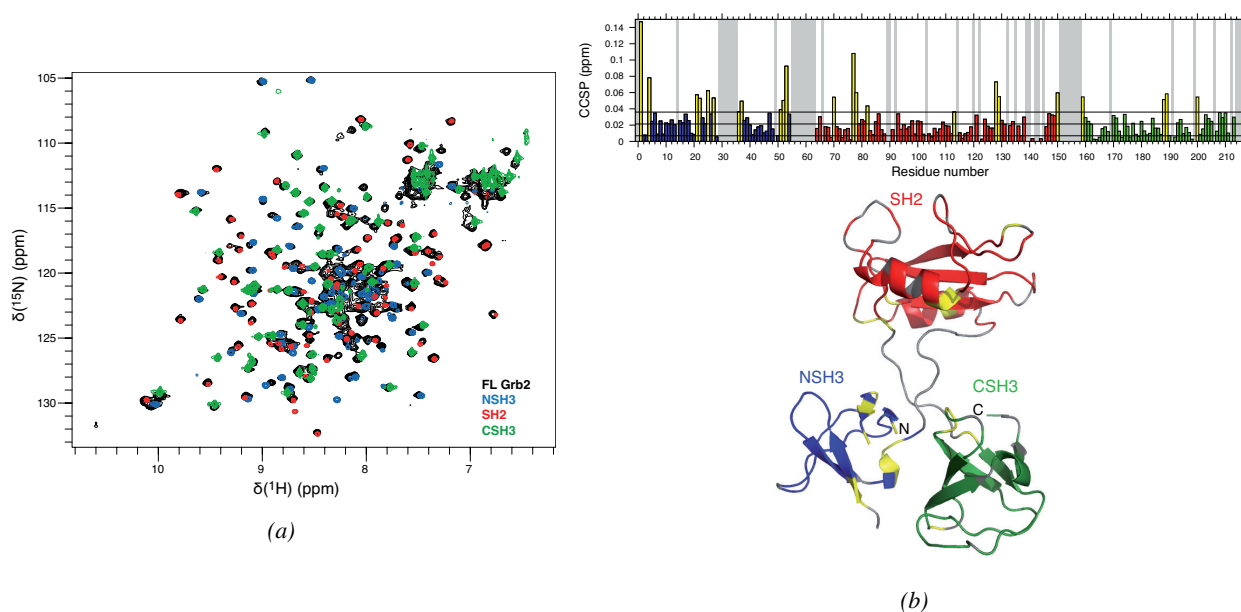 105
110
115
120
125
130
δ(¹⁵N) (ppm)
FL Grb2
NSH3
SH2
CSH3
10
9
8
7
δ(¹H) (ppm)
(a)
0.14
0.12
0.10
0.08
0.06
0.04
0.02
0
CCSP (ppm)
0 10 20 30 40 50 60 70 80 90 100 110 120 130 140 150 160 170 180 190 200 210
Residue number
SH2
NSH3
CSH3
N
C
(b)